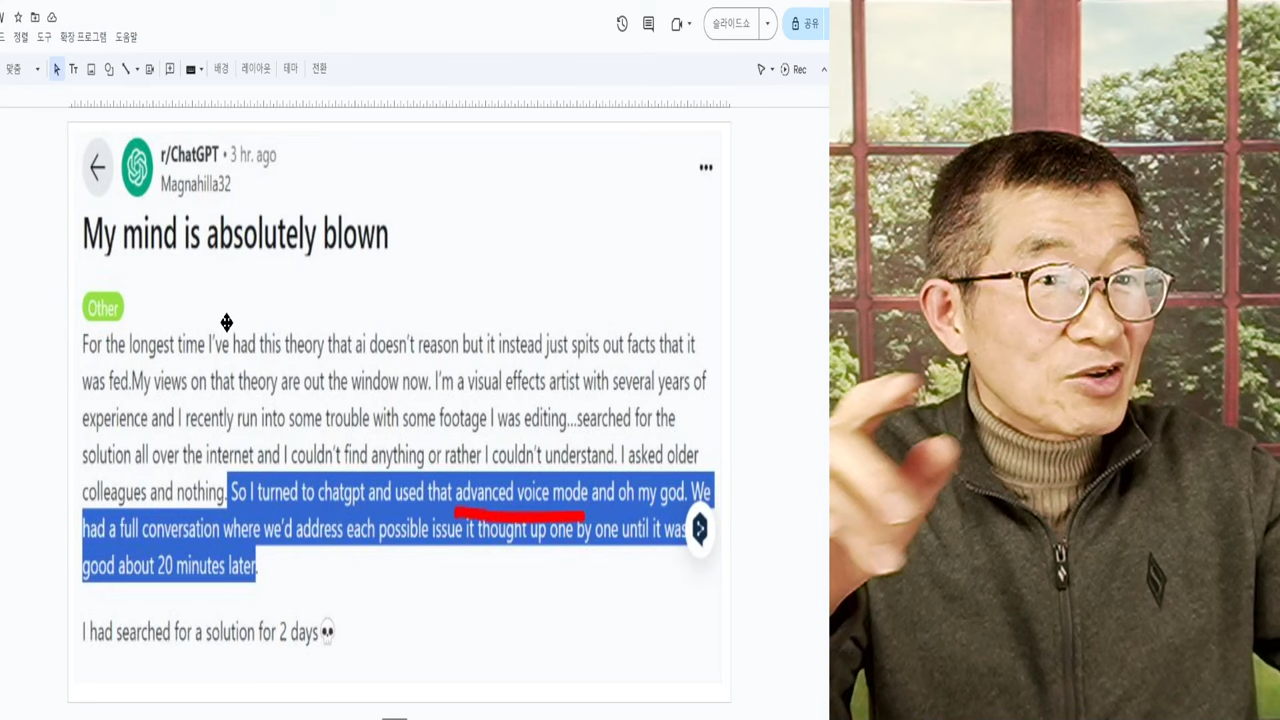 정렬 도구 확장 프로그램 도움말
슬라이드쇼
공유
맞춤
Tт
배경 레이아웃 테마 전환
Rec
r/ChatGPT • 3 hr. ago
Magnahilla32
My mind is absolutely blown
Other
For the longest time I've had this theory that ai doesn't reason but it instead just spits out facts that it
was fed.My views on that theory are out the window now. I'm a visual effects artist with several years of
experience and I recently run into some trouble with some footage I was editing...searched for the
solution all over the internet and I couldn't find anything or rather I couldn't understand. I asked older
colleagues and nothing. So I turned to chatgpt and used that advanced voice mode and oh my god. We
had a full conversation where we'd address each possible issue it thought up one by one until it was
good about 20 minutes later.
I had searched for a solution for 2 days💀